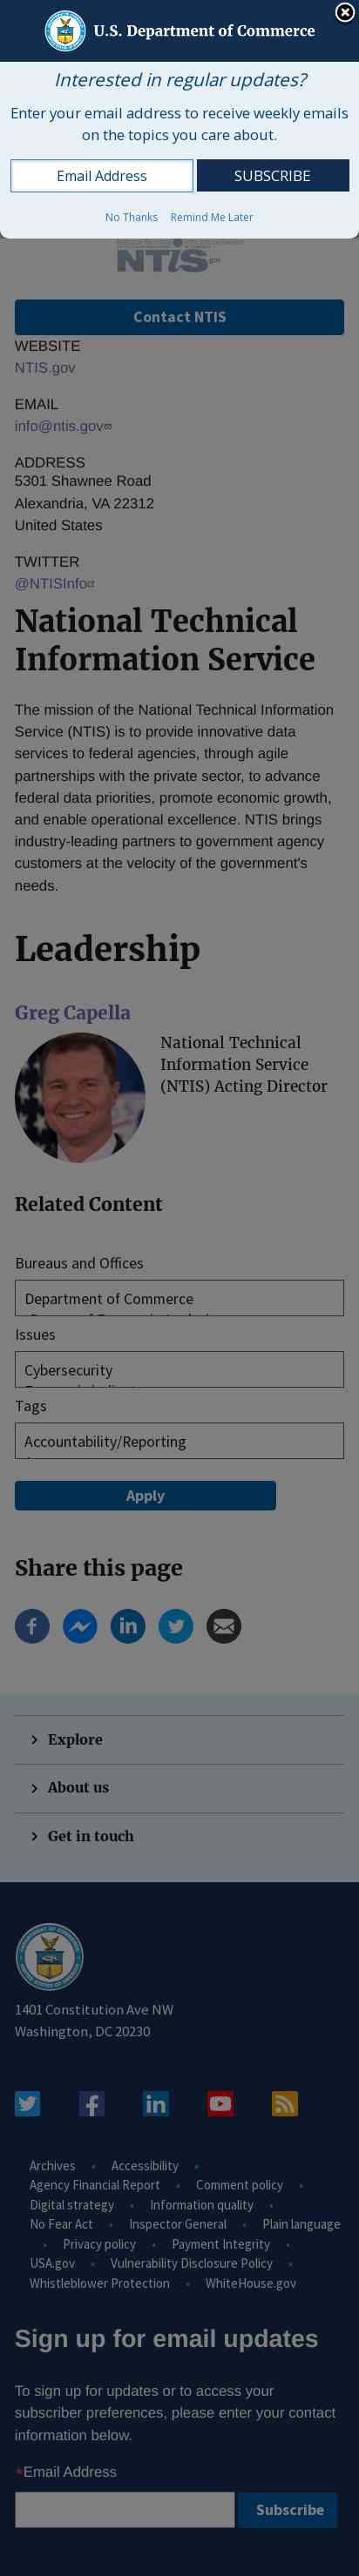 U.S. Department of Commerce
Interested in regular updates?
Enter your email address to receive weekly emails
on the topics you care about.
Email Address
SUBSCRIBE
No Thanks
Remind Me Later
NTIS.gov
Contact NTIS
WEBSITE
NTIS.gov
EMAIL
info@ntis.gov
ADDRESS
5301 Shawnee Road
Alexandria, VA 22312
United States
TWITTER
@NTISInfo
National Technical
Information Service
The mission of the National Technical Information
Service (NTIS) is to provide innovative data
services to federal agencies, through agile
partnerships with the private sector, to advance
federal data priorities, promote economic growth,
and enable operational excellence. NTIS brings
industry-leading partners to government agency
customers at the velocity of the government's
needs.
Leadership
Greg Capella
National Technical
Information Service
(NTIS) Acting Director
Related Content
Bureaus and Offices
Department of Commerce
Issues
Cybersecurity
Tags
Accountability/Reporting
Apply
Share this page
Explore
About us
Get in touch
1401 Constitution Ave NW
Washington, DC 20230
Archives • Accessibility •
Agency Financial Report • Comment policy •
Digital strategy • Information quality •
No Fear Act • Inspector General • Plain language
• Privacy policy • Payment Integrity •
USA.gov • Vulnerability Disclosure Policy •
Whistleblower Protection • WhiteHouse.gov
Sign up for email updates
To sign up for updates or to access your
subscriber preferences, please enter your contact
information below.
*Email Address
Subscribe